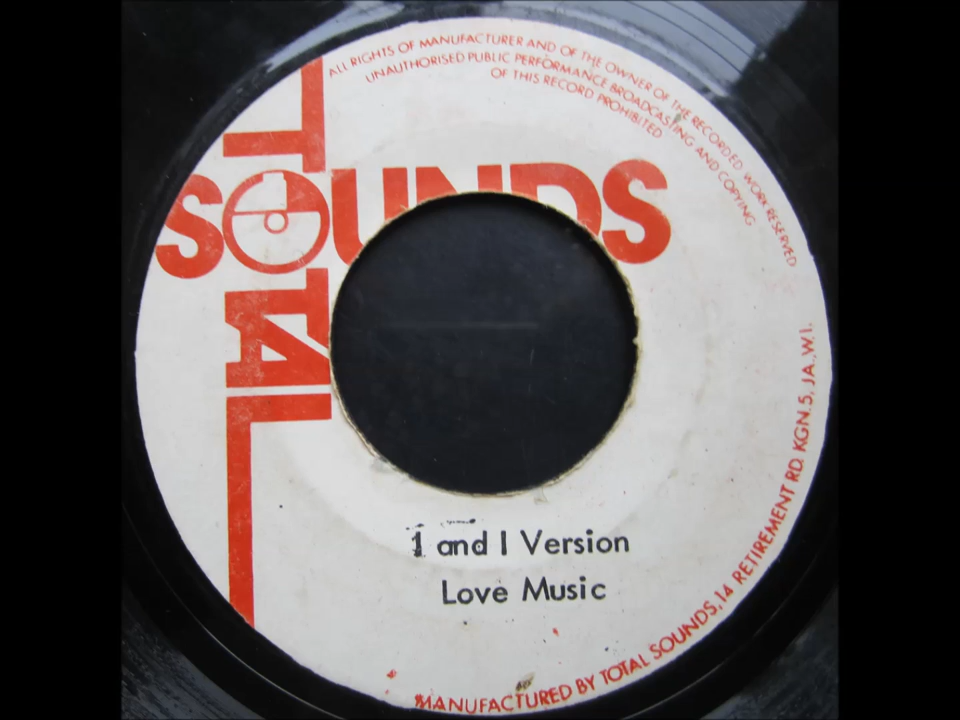 ALL RIGHTS OF MANUFACTURER AND OF THE OWNER OF THE RECORDED WORK RESERVED
UNAUTHORISED PUBLIC PERFORMANCE BROADCASTING AND COPYING
OF THIS RECORD PROHIBITED
TOTAL
SOUNDS
1 and I Version
Love Music
MANUFACTURED BY TOTAL SOUNDS, 14 RETIREMENT RD. KGN. 5, JA., W.I.